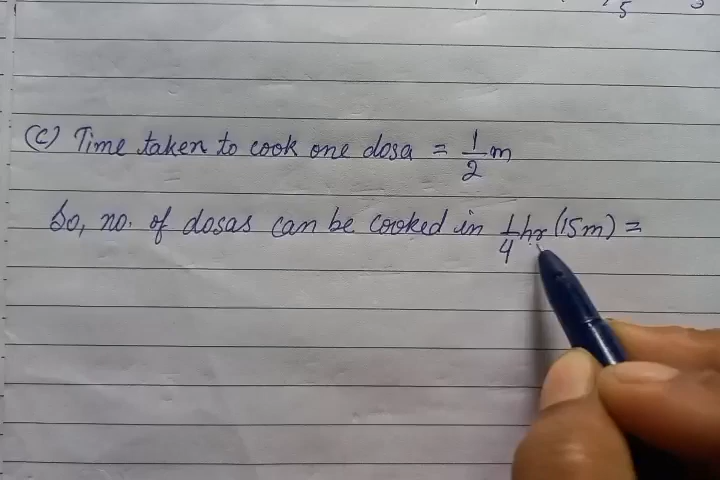 5
(c) Time taken to cook one dosa = 1/2 m
So, no. of dosas can be cooked in 1/4 hr (15m) =